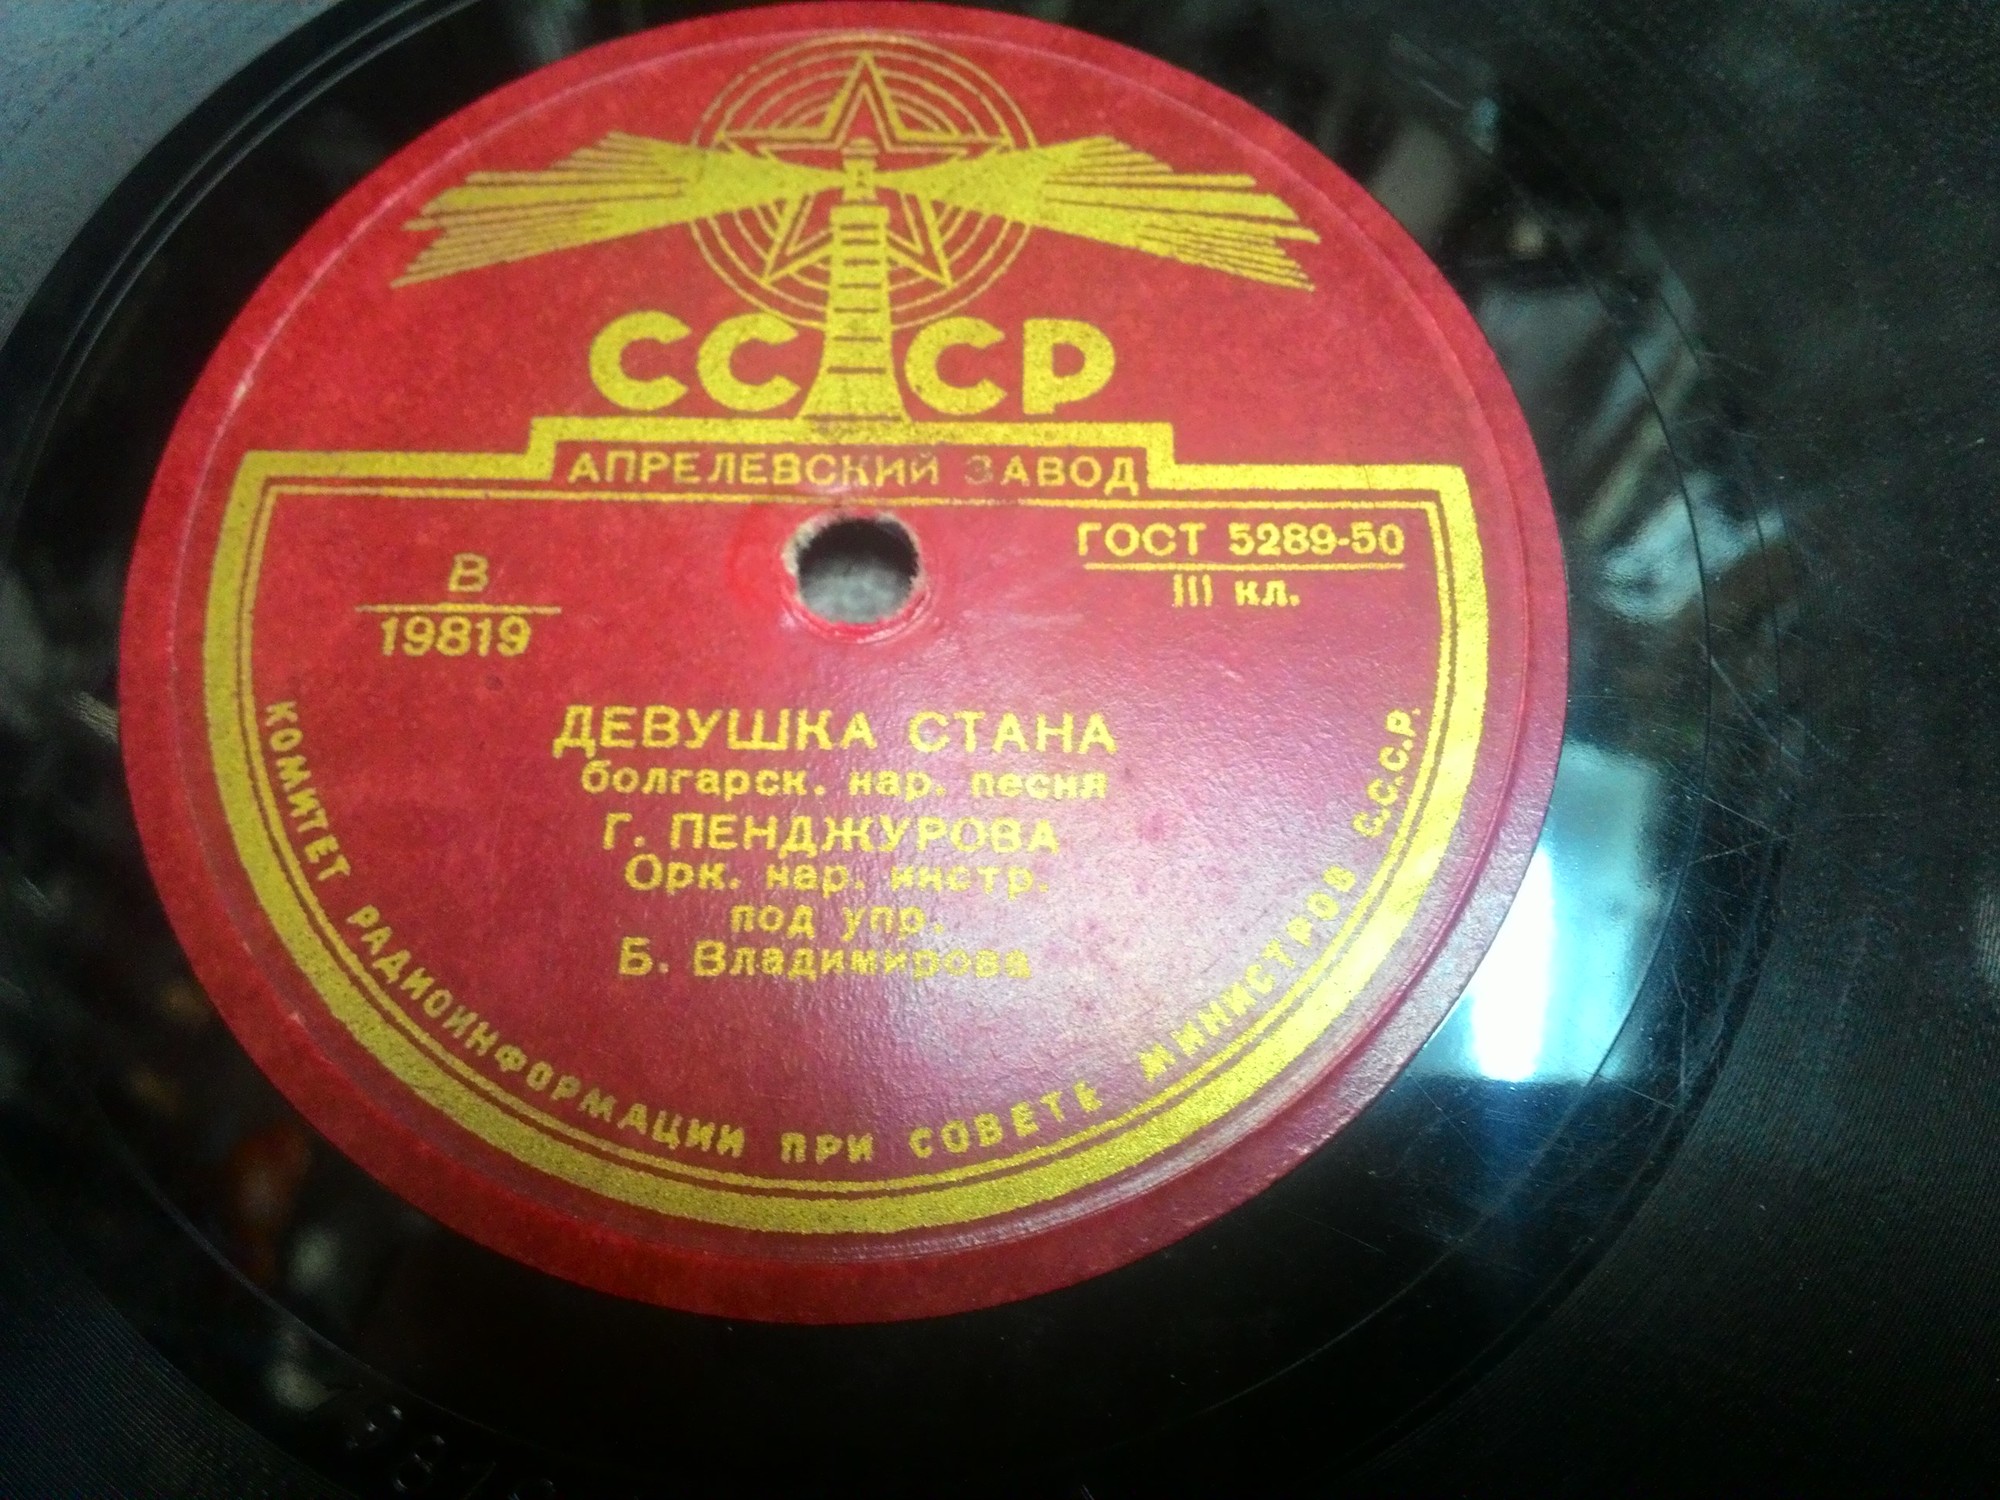 СССР
АПРЕЛЕВСКИЙ ЗАВОД
ГОСТ 5289-50
III кл.
В
19819
ДЕВУШКА СТАНА
болгарск. нар. песня
Г. ПЕНДЖУРОВА
Орк. нар. инстр.
под упр.
Б. Владимирова
КОМИТЕТ РАДИОИНФОРМАЦИИ ПРИ СОВЕТЕ МИНИСТРОВ С.С.С.Р.